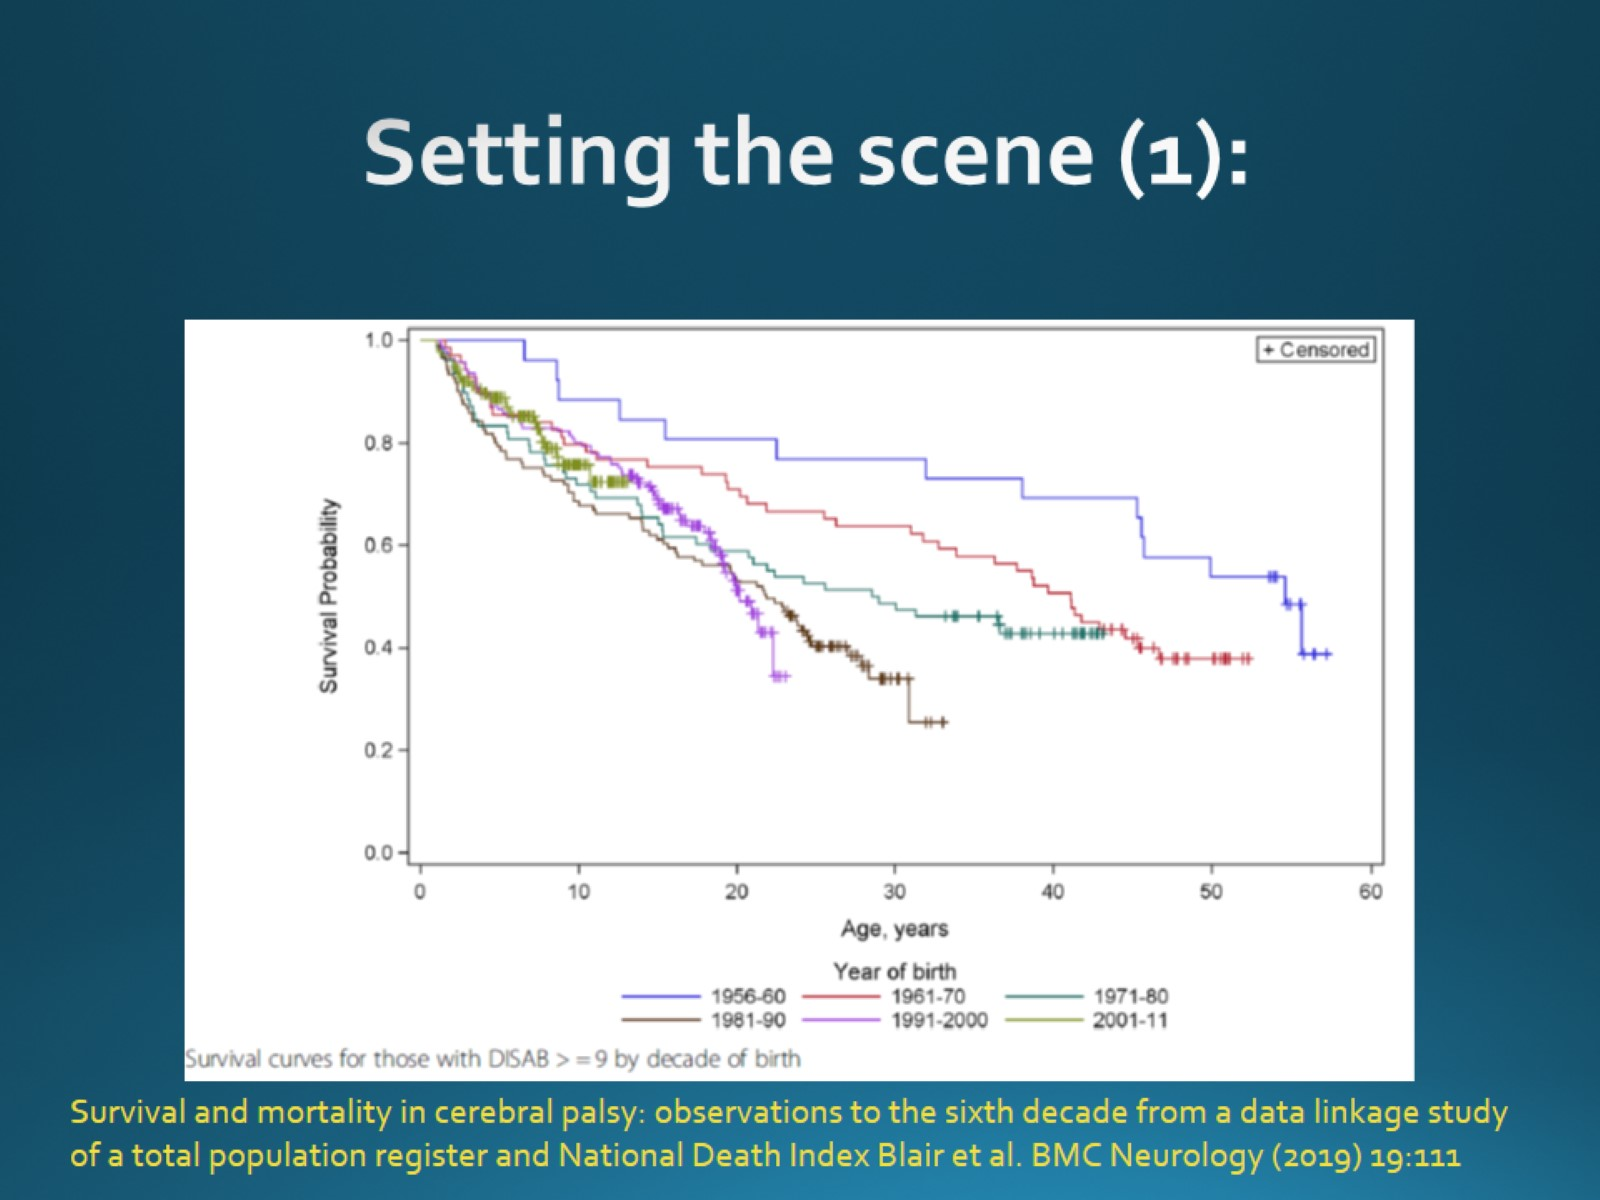 Setting the scene (1):
+ Censored
1.0
0.8
0.6
0.4
0.2
0.0
Survival Probability
0 10 20 30 40 50 60
Age, years
Year of birth
1956-60 1961-70 1971-80
1981-90 1991-2000 2001-11
Survival curves for those with DISAB > = 9 by decade of birth
Survival and mortality in cerebral palsy: observations to the sixth decade from a data linkage study
of a total population register and National Death Index Blair et al. BMC Neurology (2019) 19:111